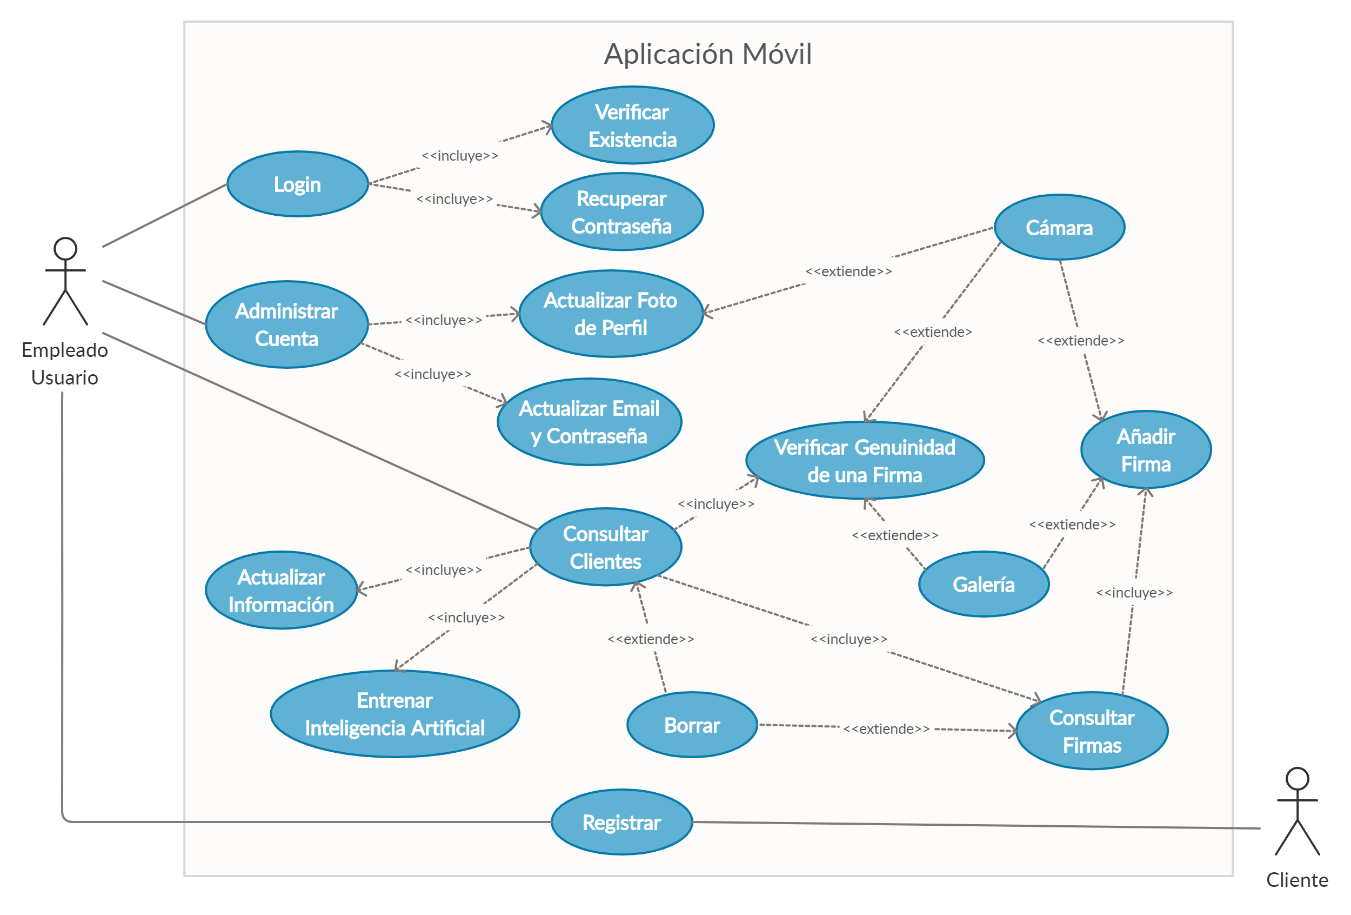 Aplicación Móvil
Verificar
Existencia
<<incluye>>
Login
<<incluye>>
Recuperar
Contraseña
Cámara
<<extiende>>
Actualizar Foto
de Perfil
Administrar
Cuenta
<<incluye>>
<<extiende>
<<extiende>>
Empleado
Usuario
<<incluye>>
Actualizar Email
y Contraseña
Verificar Genuinidad
de una Firma
Añadir
Firma
<<incluye>>
<<extiende>>
<<extiende>>
Consultar
Clientes
Actualizar
Información
<<incluye>>
Galería
<<incluye>>
<<incluye>>
<<extiende>>
<<incluye>>
Entrenar
Inteligencia Artificial
Borrar
<<extiende>>
Consultar
Firmas
Registrar
Cliente